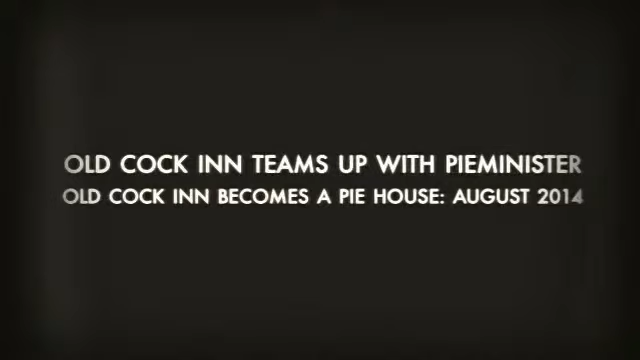 OLD COCK INN TEAMS UP WITH PIEMINISTER
OLD COCK INN BECOMES A PIE HOUSE: AUGUST 2014